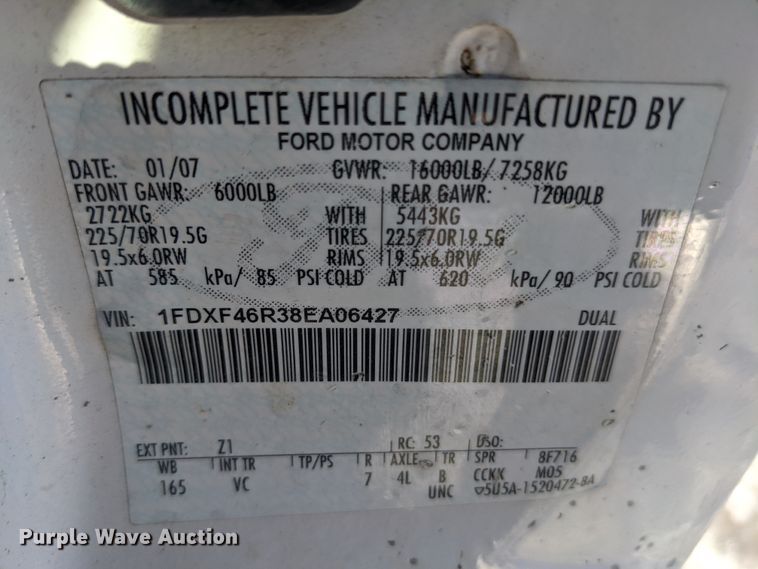 INCOMPLETE VEHICLE MANUFACTURED BY
FORD MOTOR COMPANY
DATE: 01/07 GVWR: 16000LB/ 7258KG
FRONT GAWR: 6000LB REAR GAWR: 12000LB
2722KG WITH 5443KG WITH
225/70R19.5G TIRES 225/70R19.5G TIRES
19.5x6.0RW RIMS 19.5x6.0RW RIMS
AT 585 kPa/ 85 PSI COLD AT 620 kPa/ 90 PSI COLD
VIN: 1FDXF46R38EA06427 DUAL
EXT PNT: Z1 RC: 53 DSO:
WB INT TR TP/PS R AXLE TR SPR 8F716
165 VC 7 4L B CCKK M05
UNC 5U5A-1520472-BA
Purple Wave Auction